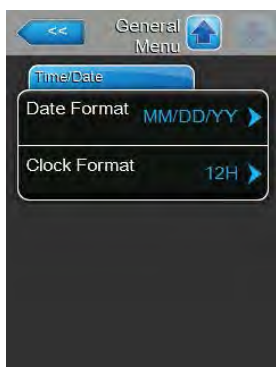 <<
General
Menu
Time/Date
Date Format MM/DD/YY
Clock Format 12H